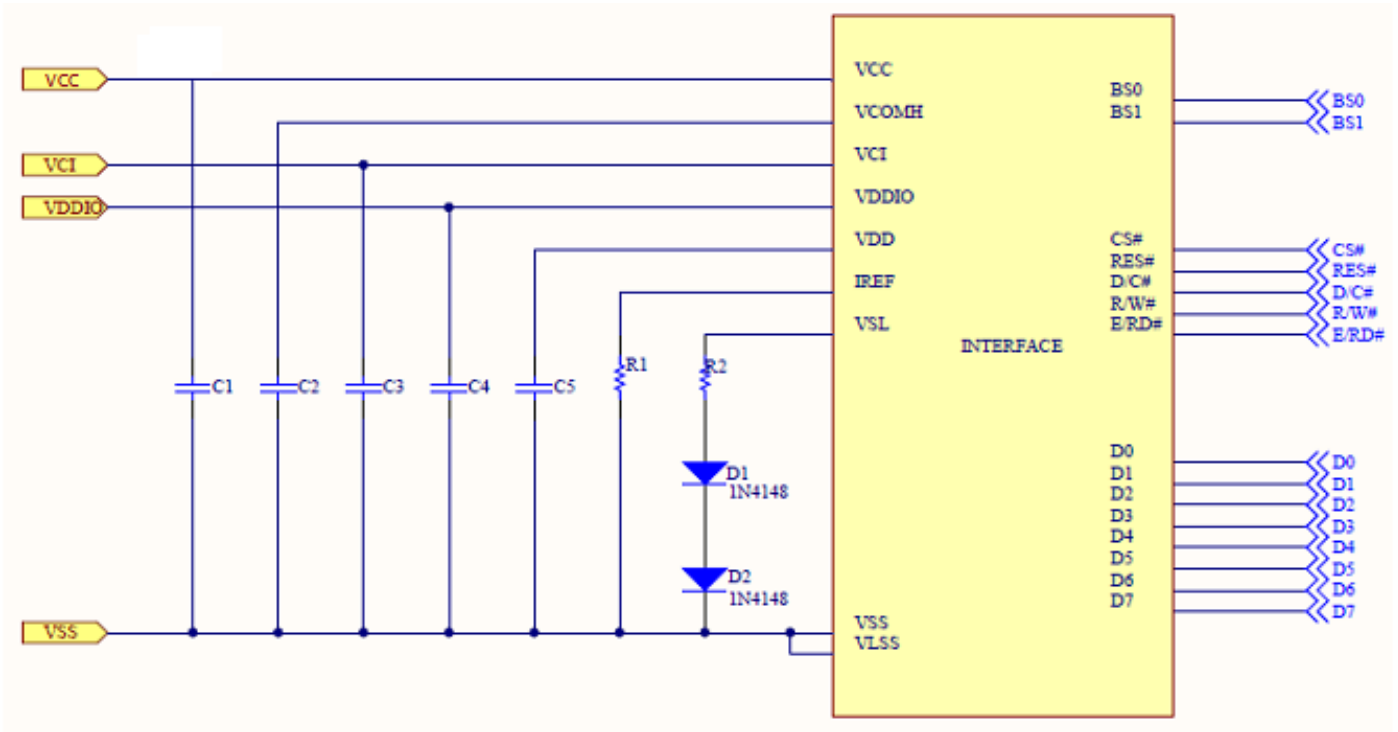 VCC
VCI
VDDIO
VSS
C1
C2
C3
C4
C5
R1
R2
D1
1N4148
D2
1N4148
VCC
VCOMH
VCI
VDDIO
VDD
IREF
VSL
VSS
VLSS
INTERFACE
BS0
BS1
CS#
RES#
D/C#
R/W#
E/RD#
D0
D1
D2
D3
D4
D5
D6
D7
BS0
BS1
CS#
RES#
D/C#
R/W#
E/RD#
D0
D1
D2
D3
D4
D5
D6
D7